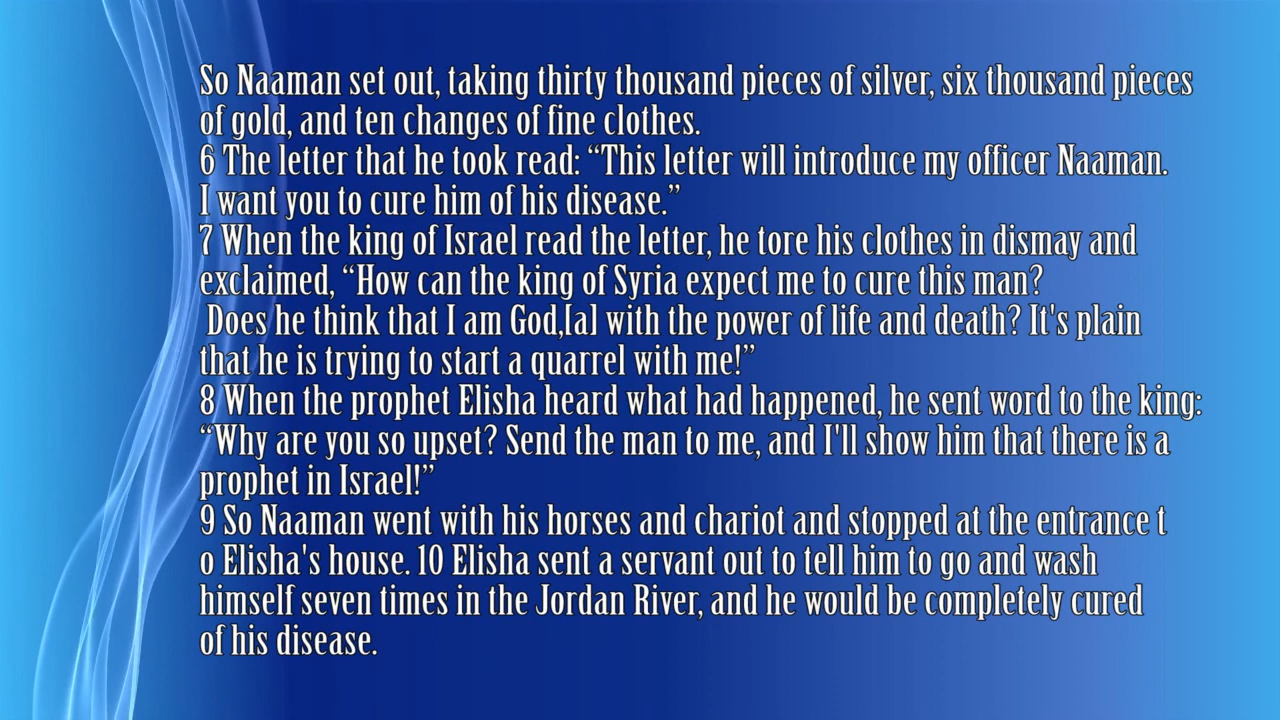 So Naaman set out, taking thirty thousand pieces of silver, six thousand pieces
of gold, and ten changes of fine clothes.
6 The letter that he took read: “This letter will introduce my officer Naaman.
I want you to cure him of his disease.”
7 When the king of Israel read the letter, he tore his clothes in dismay and
exclaimed, “How can the king of Syria expect me to cure this man?
Does he think that I am God,[a] with the power of life and death? It's plain
that he is trying to start a quarrel with me!”
8 When the prophet Elisha heard what had happened, he sent word to the king:
“Why are you so upset? Send the man to me, and I'll show him that there is a
prophet in Israel!”
9 So Naaman went with his horses and chariot and stopped at the entrance t
o Elisha's house. 10 Elisha sent a servant out to tell him to go and wash
himself seven times in the Jordan River, and he would be completely cured
of his disease.